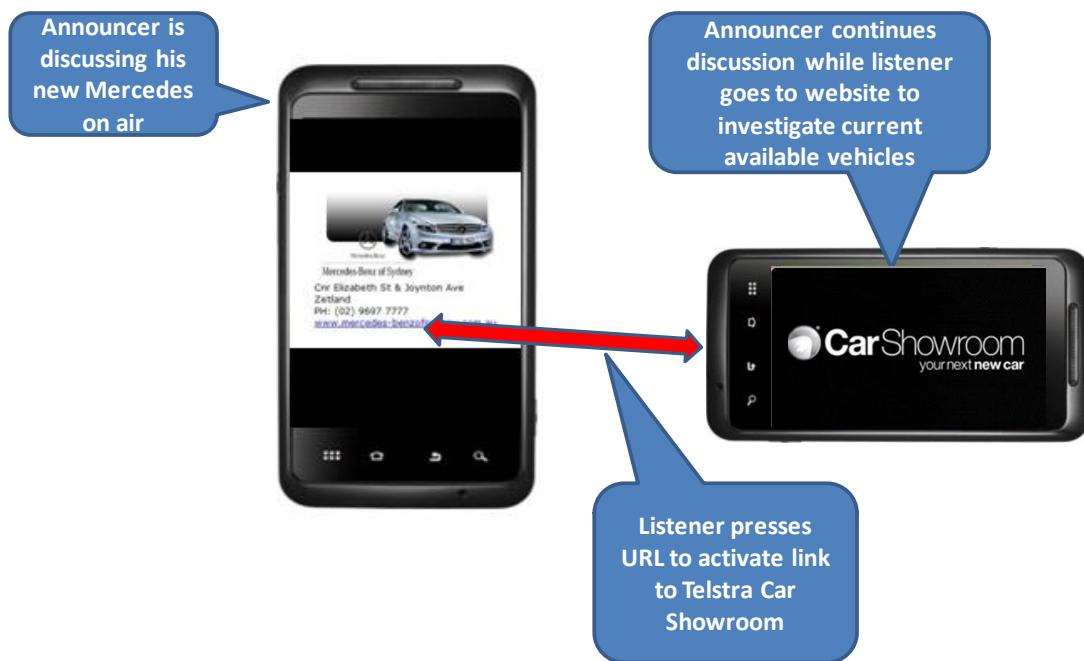 Announcer is
discussing his
new Mercedes
on air
Announcer continues
discussion while listener
goes to website to
investigate current
available vehicles
Mercedes-Benz
Mercedes-Benz of Sydney
Cnr Elizabeth St & Joynton Ave
Zetland
PH: (02) 9697 7777
CarShowroom
your next new car
Listener presses
URL to activate link
to Telstra Car
Showroom